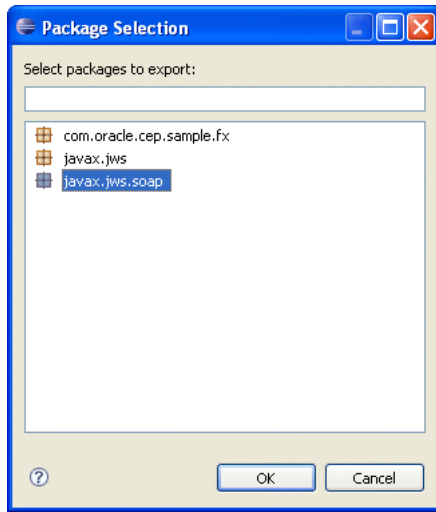 Package Selection
Select packages to export:
com.oracle.cep.sample.fx
javax.jws
javax.jws.soap
?
OK
Cancel